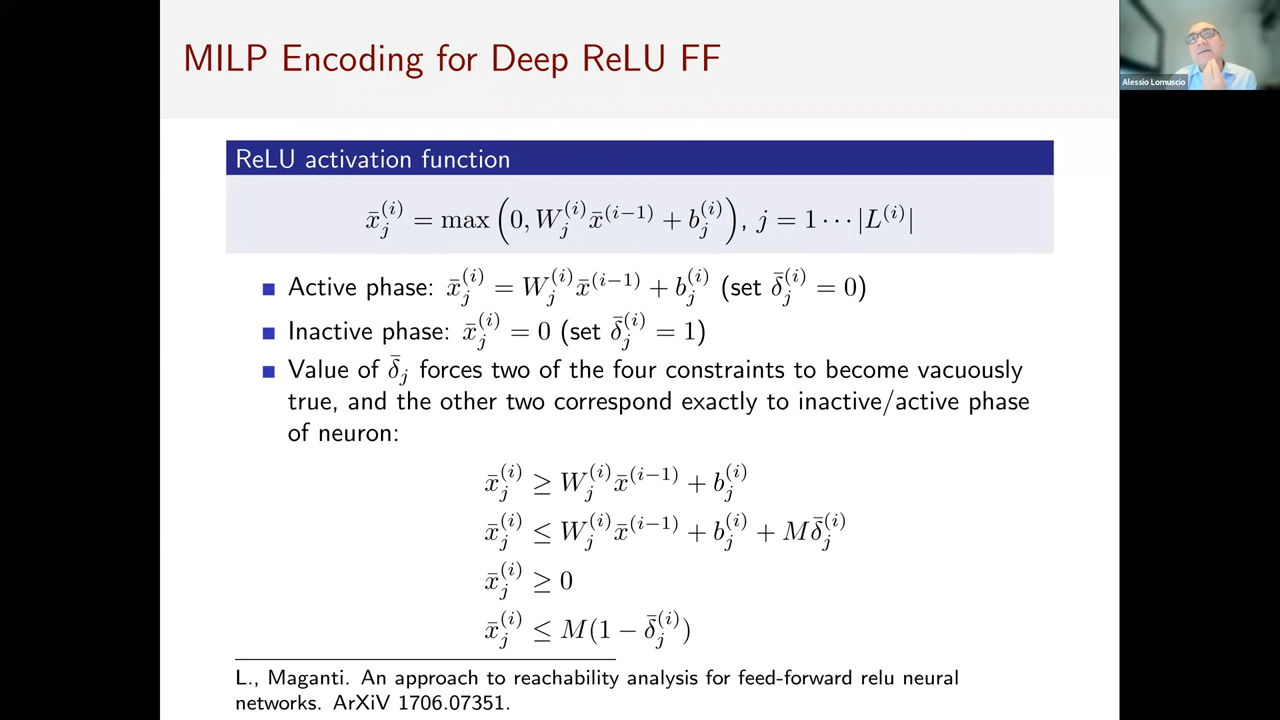 MILP Encoding for Deep ReLU FF
Alessio Lomuscio
ReLU activation function
x̄_j^{(i)} = max(0, W_j^{(i)} x̄^{(i−1)} + b_j^{(i)}), j = 1 ⋯ |L^{(i)}|
Active phase: x̄_j^{(i)} = W_j^{(i)} x̄^{(i−1)} + b_j^{(i)} (set δ̄_j^{(i)} = 0)
Inactive phase: x̄_j^{(i)} = 0 (set δ̄_j^{(i)} = 1)
Value of δ̄_j forces two of the four constraints to become vacuously
true, and the other two correspond exactly to inactive/active phase
of neuron:
x̄_j^{(i)} ≥ W_j^{(i)} x̄^{(i−1)} + b_j^{(i)}
x̄_j^{(i)} ≤ W_j^{(i)} x̄^{(i−1)} + b_j^{(i)} + Mδ̄_j^{(i)}
x̄_j^{(i)} ≥ 0
x̄_j^{(i)} ≤ M(1 − δ̄_j^{(i)})
L., Maganti. An approach to reachability analysis for feed-forward relu neural
networks. ArXiV 1706.07351.